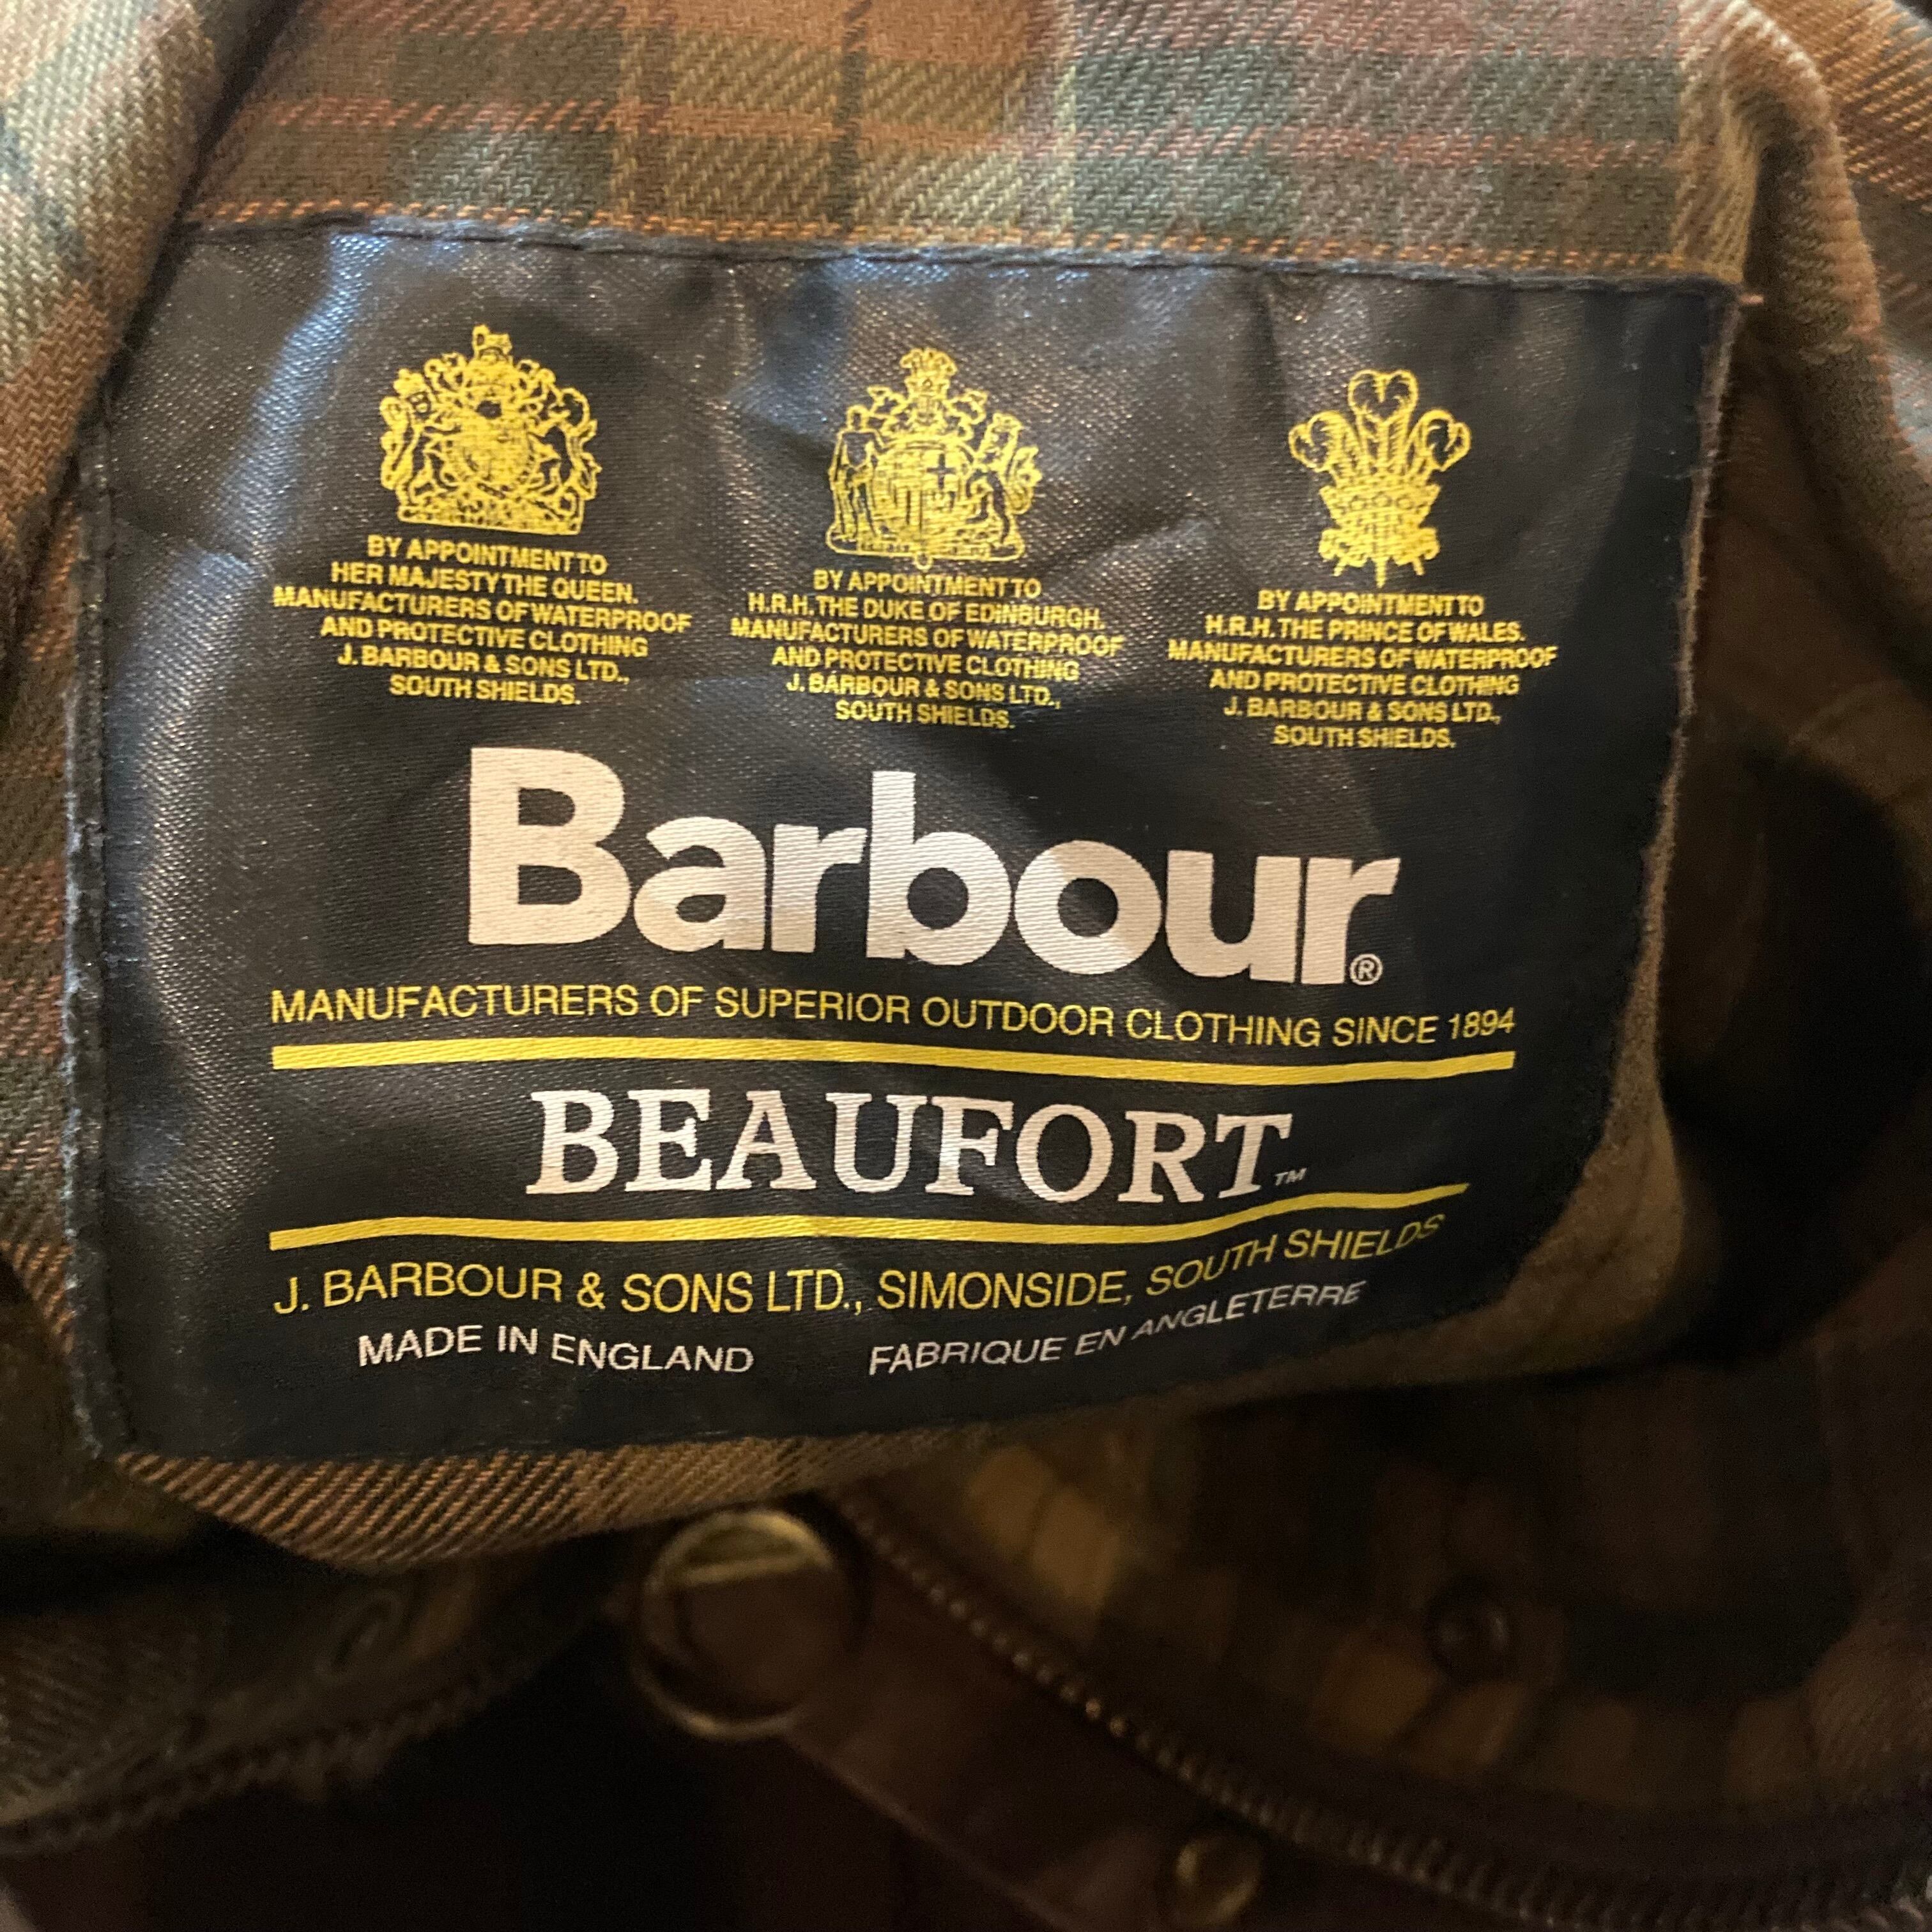 BY APPOINTMENT TO
HER MAJESTY THE QUEEN.
MANUFACTURERS OF WATERPROOF
AND PROTECTIVE CLOTHING
J. BARBOUR & SONS LTD.,
SOUTH SHIELDS.
BY APPOINTMENT TO
H.R.H. THE DUKE OF EDINBURGH.
MANUFACTURERS OF WATERPROOF
AND PROTECTIVE CLOTHING
J. BARBOUR & SONS LTD.,
SOUTH SHIELDS.
BY APPOINTMENT TO
H.R.H. THE PRINCE OF WALES.
MANUFACTURERS OF WATERPROOF
AND PROTECTIVE CLOTHING
J. BARBOUR & SONS LTD.,
SOUTH SHIELDS.
Barbour®
MANUFACTURERS OF SUPERIOR OUTDOOR CLOTHING SINCE 1894
BEAUFORT™
J. BARBOUR & SONS LTD., SIMONSIDE, SOUTH SHIELDS
MADE IN ENGLAND FABRIQUE EN ANGLETERRE